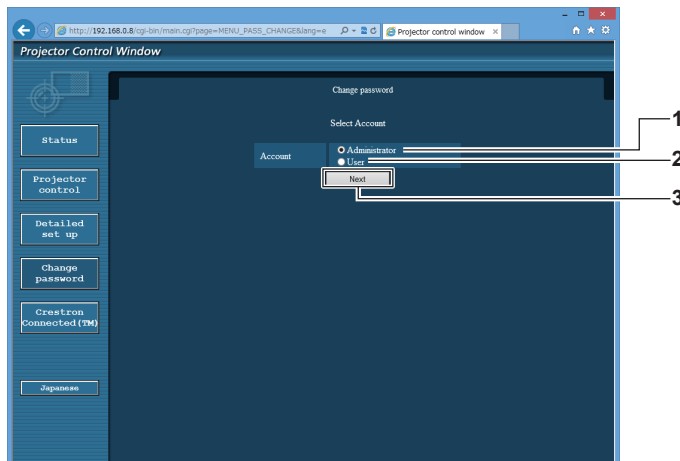 http://192.168.0.8/cgi-bin/main.cgi?page=MENU_PASS_CHANGE&lang=e
Projector control window
Projector Control Window
Change password
Select Account
Account
Administrator
User
Next
1
2
3
Status
Projector
control
Detailed
set up
Change
password
Crestron
Connected(TM)
Japanese